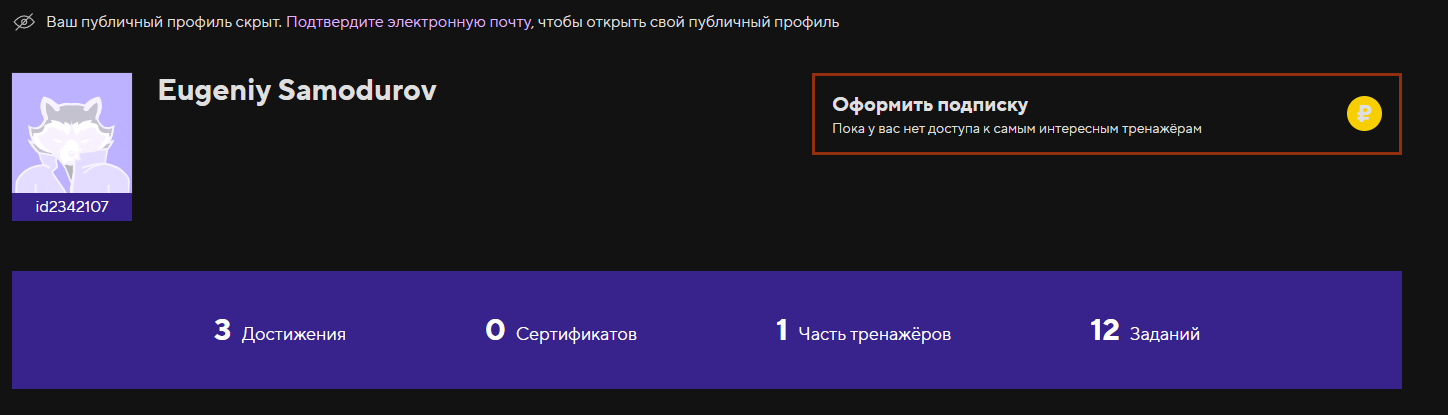 Ваш публичный профиль скрыт. Подтвердите электронную почту, чтобы открыть свой публичный профиль
Eugeniy Samodurov
Оформить подписку
Пока у вас нет доступа к самым интересным тренажёрам
₽
id2342107
3 Достижения
0 Сертификатов
1 Часть тренажёров
12 Заданий